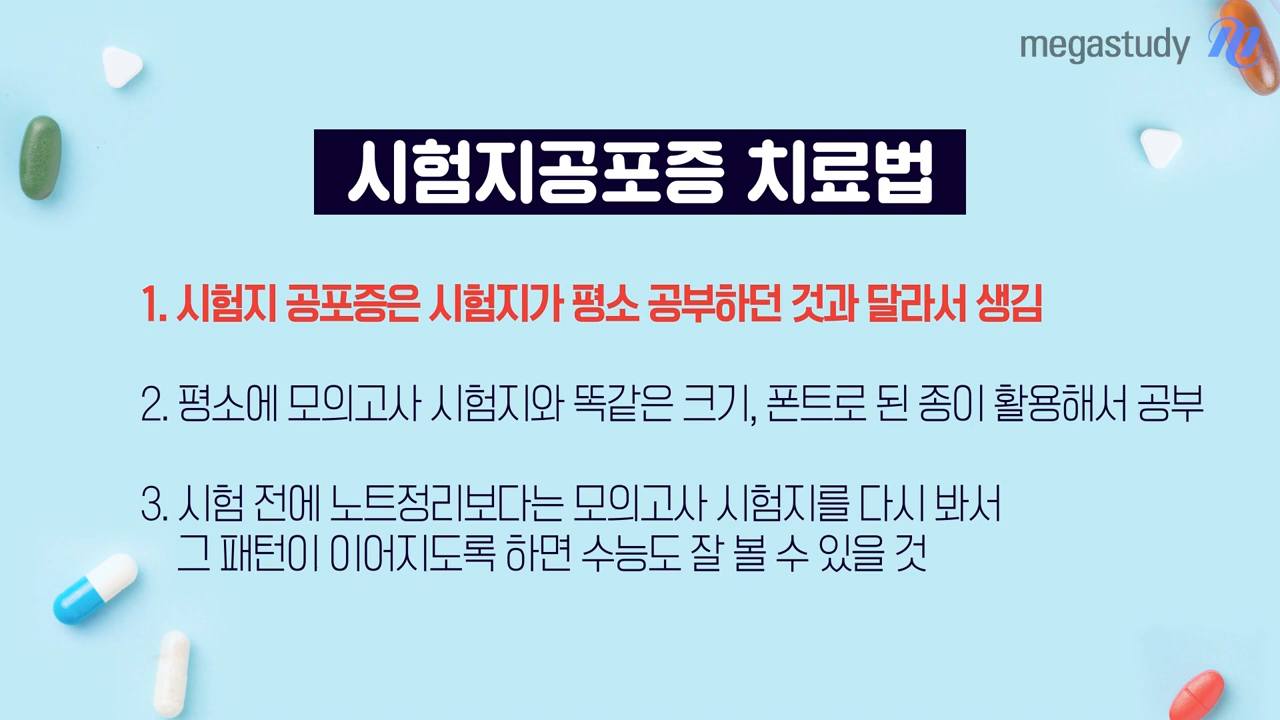 megastudy
시험지공포증 치료법
1. 시험지 공포증은 시험지가 평소 공부하던 것과 달라서 생김
2. 평소에 모의고사 시험지와 똑같은 크기, 폰트로 된 종이 활용해서 공부
3. 시험 전에 노트정리보다는 모의고사 시험지를 다시 봐서
그 패턴이 이어지도록 하면 수능도 잘 볼 수 있을 것